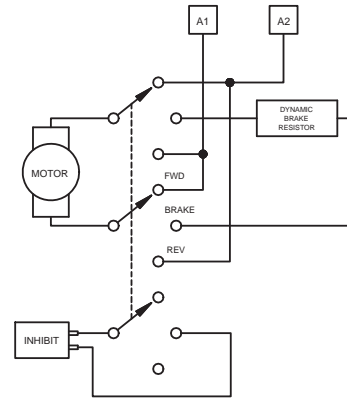 A1
A2
DYNAMIC
BRAKE
RESISTOR
MOTOR
FWD
BRAKE
REV
INHIBIT